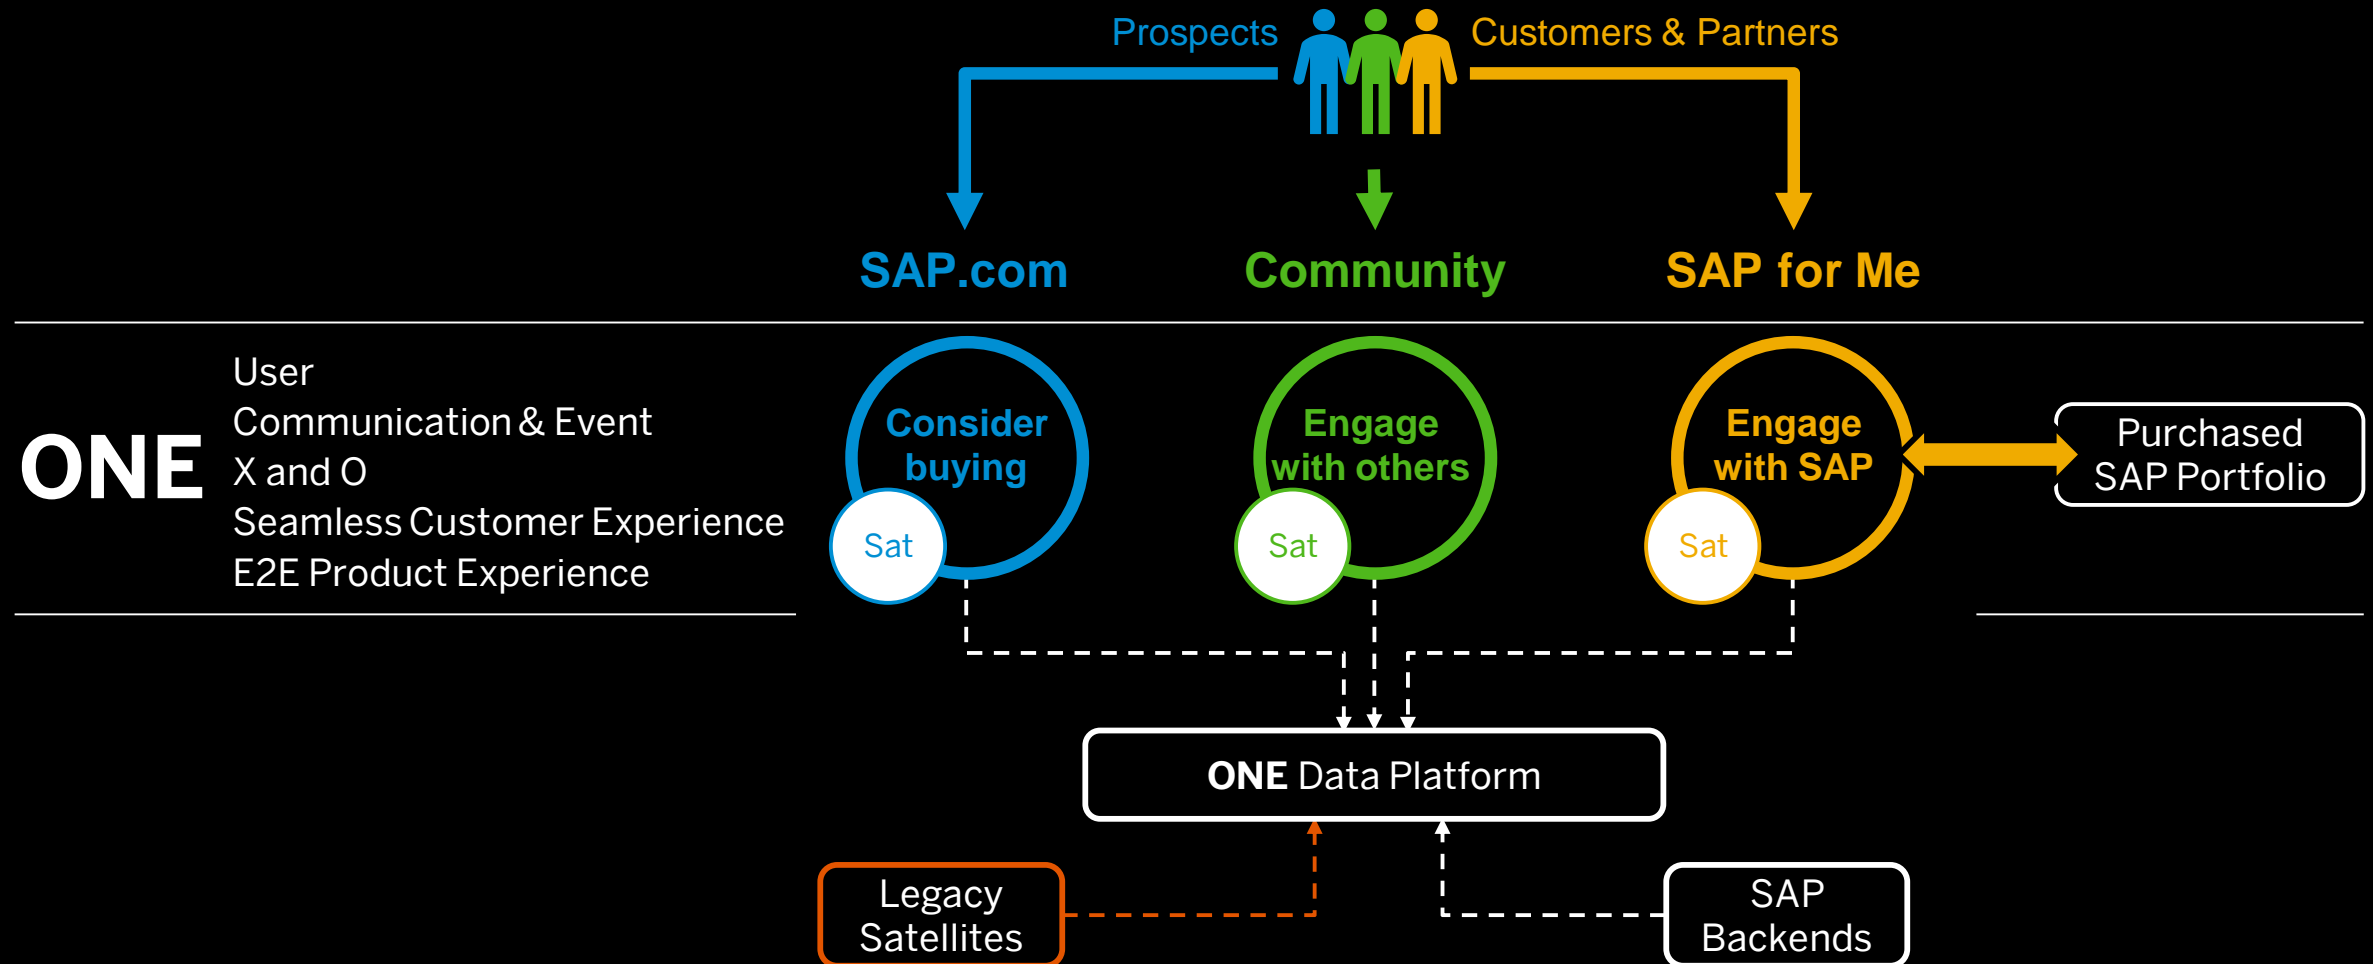 Prospects
Customers & Partners
SAP.com
Community
SAP for Me
ONE
User
Communication & Event
X and O
Seamless Customer Experience
E2E Product Experience
Consider
buying
Sat
Engage
with others
Sat
Engage
with SAP
Sat
Purchased
SAP Portfolio
ONE Data Platform
Legacy
Satellites
SAP
Backends